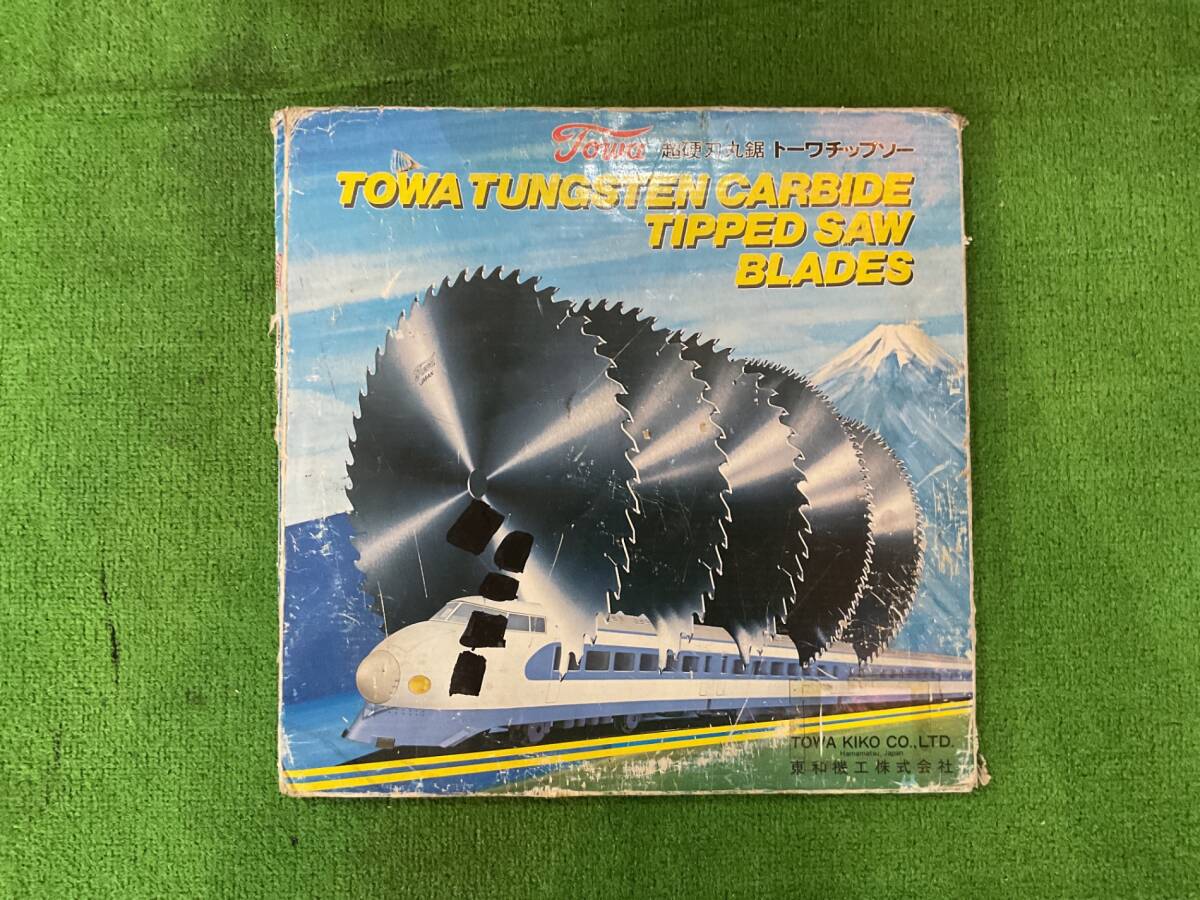 Towa 超硬刃丸鋸 トーワチップソー
TOWA TUNGSTEN CARBIDE
TIPPED SAW
BLADES
JAPAN
TOWA KIKO CO.,LTD.
Hamamatsu, Japan
東和機工株式会社